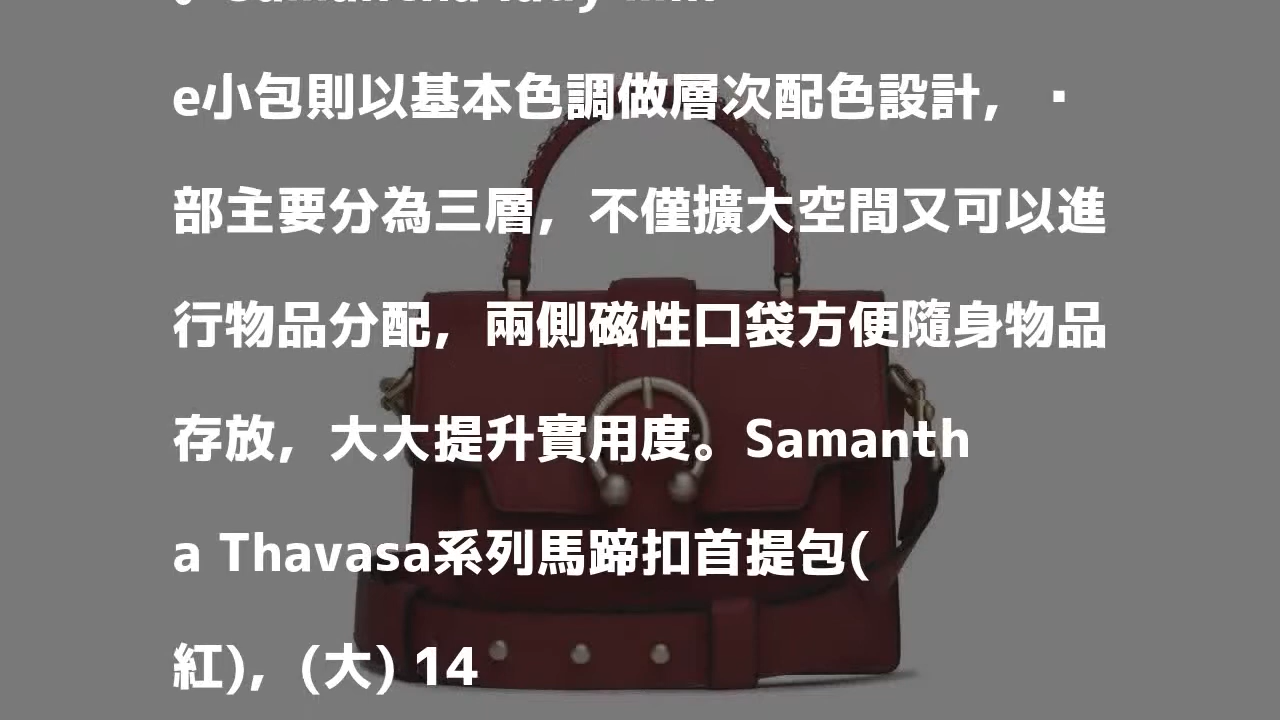 e小包則以基本色調做層次配色設計，▪
部主要分為三層，不僅擴大空間又可以進
行物品分配，兩側磁性口袋方便隨身物品
存放，大大提升實用度。Samanth
a Thavasa系列馬蹄扣首提包(
紅)，(大) 14